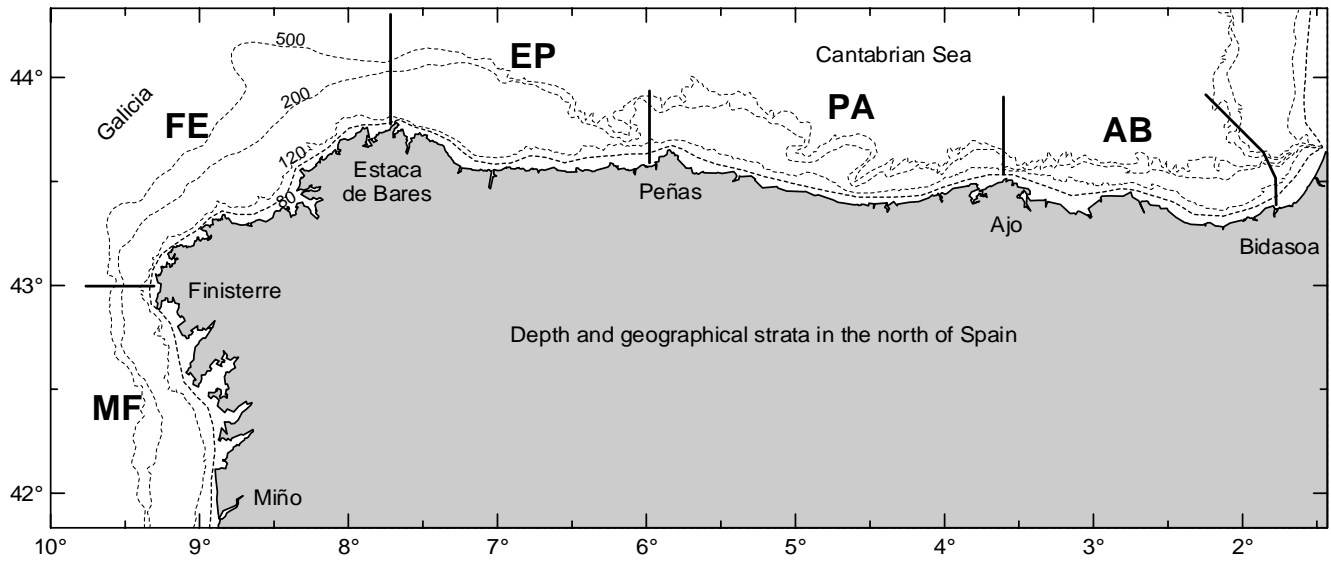 500
EP
Cantabrian Sea
44°
200
Galicia
FE
PA
AB
120
Estaca
de Bares
Peñas
80
Ajo
Bidasoa
43°
Finisterre
Depth and geographical strata in the north of Spain
MF
42°
Miño
10°
9°
8°
7°
6°
5°
4°
3°
2°